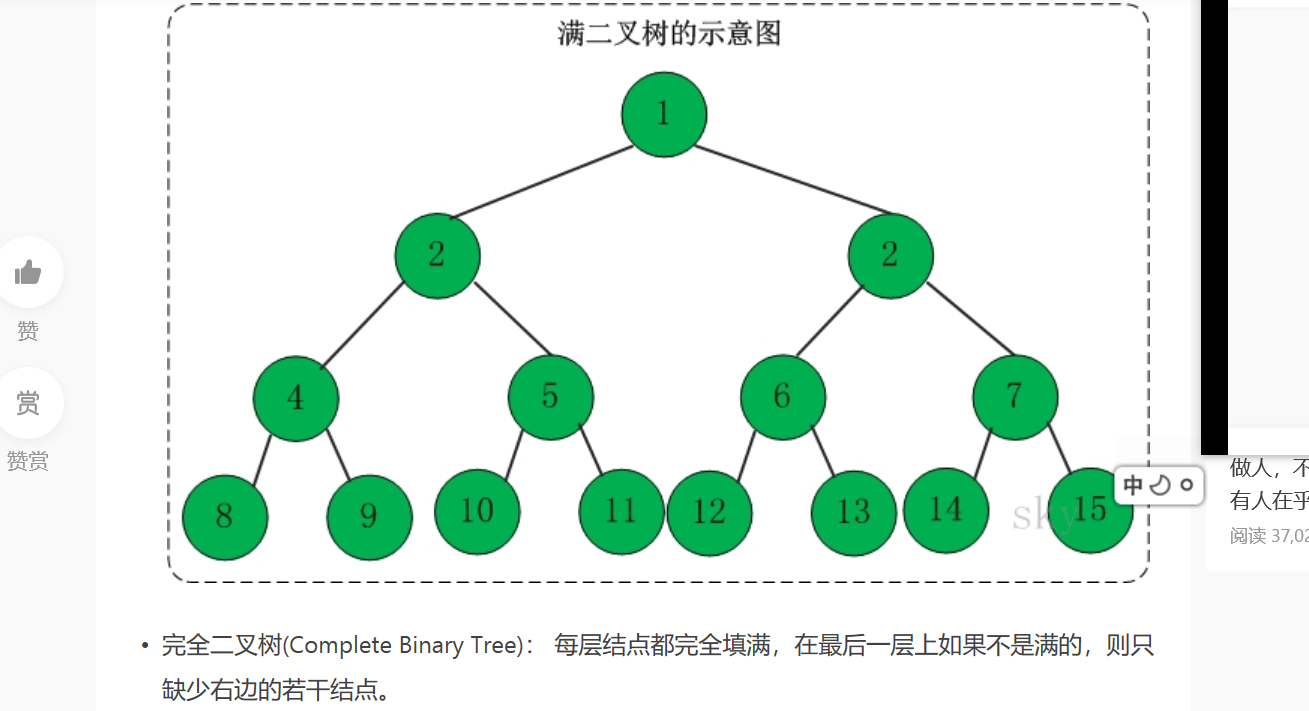 满二叉树的示意图
1
2 2
4 5 6 7
8 9 10 11 12 13 14 15
sky
赞
赏
赞赏
中
做人，不
有人在乎
阅读 37,02
• 完全二叉树(Complete Binary Tree)： 每层结点都完全填满，在最后一层上如果不是满的，则只
缺少右边的若干结点。